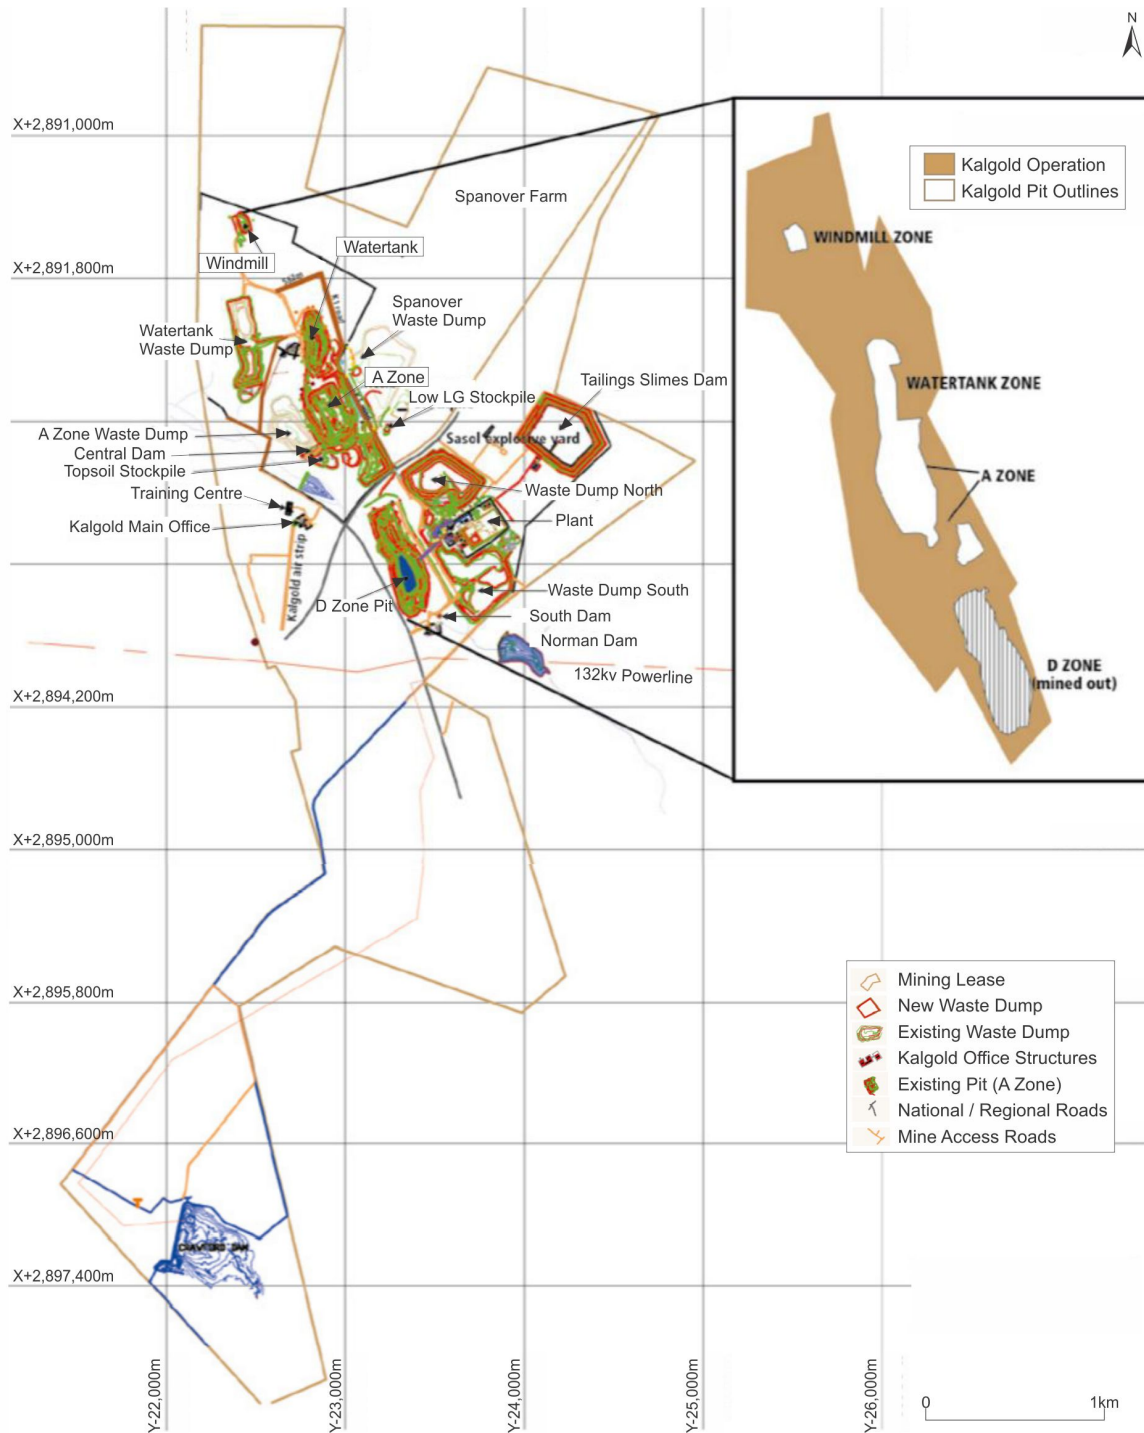 N
X+2,891,000m
Kalgold Operation
Kalgold Pit Outlines
Spanover Farm
WINDMILL ZONE
Watertank
Windmill
X+2,891,800m
Spanover
Waste Dump
Watertank
Waste Dump
A Zone
Tailings Slimes Dam
WATERTANK ZONE
Low LG Stockpile
A Zone Waste Dump
Sasol explosive yard
Central Dam
Topsoil Stockpile
A ZONE
Training Centre
Waste Dump North
Kalgold Main Office
Plant
Kalgold air strip
D Zone Pit
Waste Dump South
South Dam
Norman Dam
132kv Powerline
D ZONE
(mined out)
X+2,894,200m
X+2,895,000m
Mining Lease
X+2,895,800m
New Waste Dump
Existing Waste Dump
Kalgold Office Structures
Existing Pit (A Zone)
National / Regional Roads
Mine Access Roads
X+2,896,600m
X+2,897,400m
Y-22,000m
Y-23,000m
Y-24,000m
Y-25,000m
Y-26,000m
0 1km